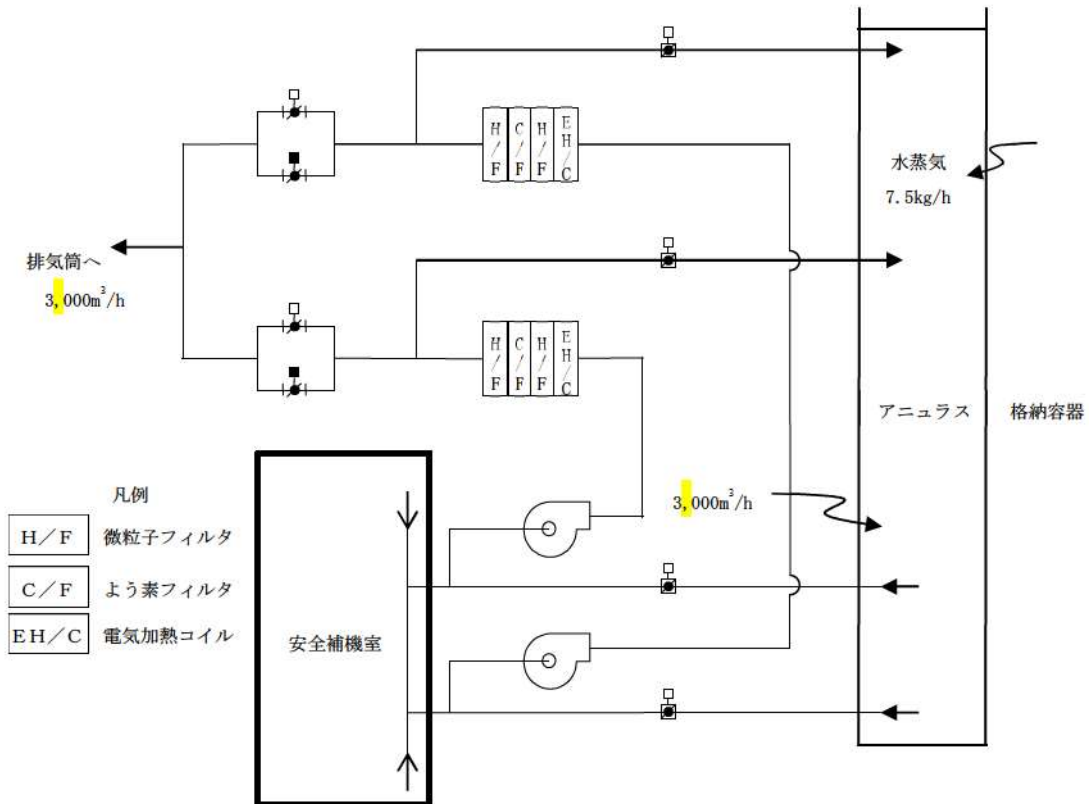 H/F
C/F
H/F
EH/C
水蒸気
7.5kg/h
排気筒へ
3,000m³/h
H/F
C/F
H/F
EH/C
アニュラス
格納容器
3,000m³/h
凡例
H/F 微粒子フィルタ
C/F よう素フィルタ
EH/C 電気加熱コイル
安全補機室